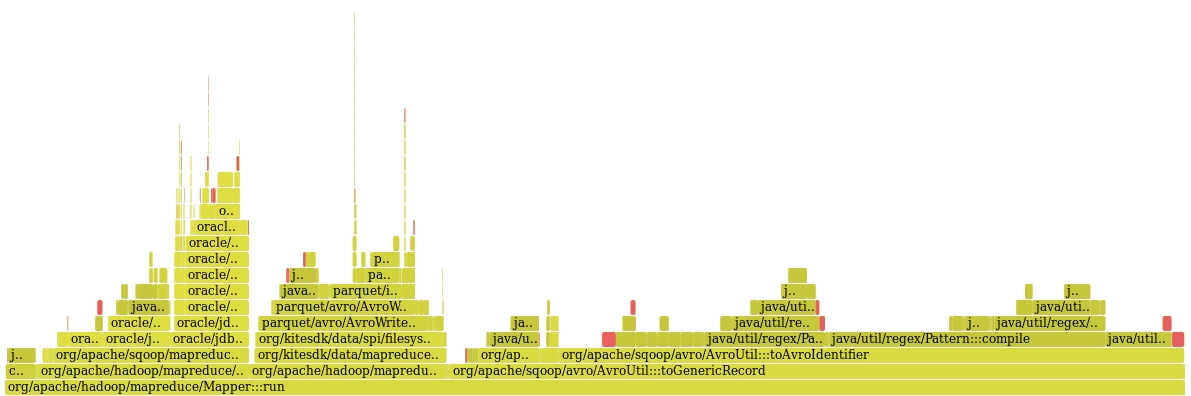 o..
oracl..
oracle/..
oracle/.. p..
oracle/.. j.. pa..
oracle/.. java.. parquet/i.. j.. j..
java.. oracle/.. parquet/avro/AvroW.. java/uti.. java/uti..
oracle/.. oracle/jd.. parquet/avro/AvroWrite.. ja.. java/util/re.. j.. java/util/regex/..
ora.. oracle/j.. oracle/jdb.. org/kitesdk/data/spi/filesys.. java/u.. java/util/regex/Pa.. java/util/regex/Pattern:::compile java/util..
j.. org/apache/sqoop/mapreduc.. org/kitesdk/data/mapreduce.. org/ap.. org/apache/sqoop/avro/AvroUtil:::toAvroIdentifier
c.. org/apache/hadoop/mapreduce/.. org/apache/hadoop/mapredu.. org/apache/sqoop/avro/AvroUtil:::toGenericRecord
org/apache/hadoop/mapreduce/Mapper:::run